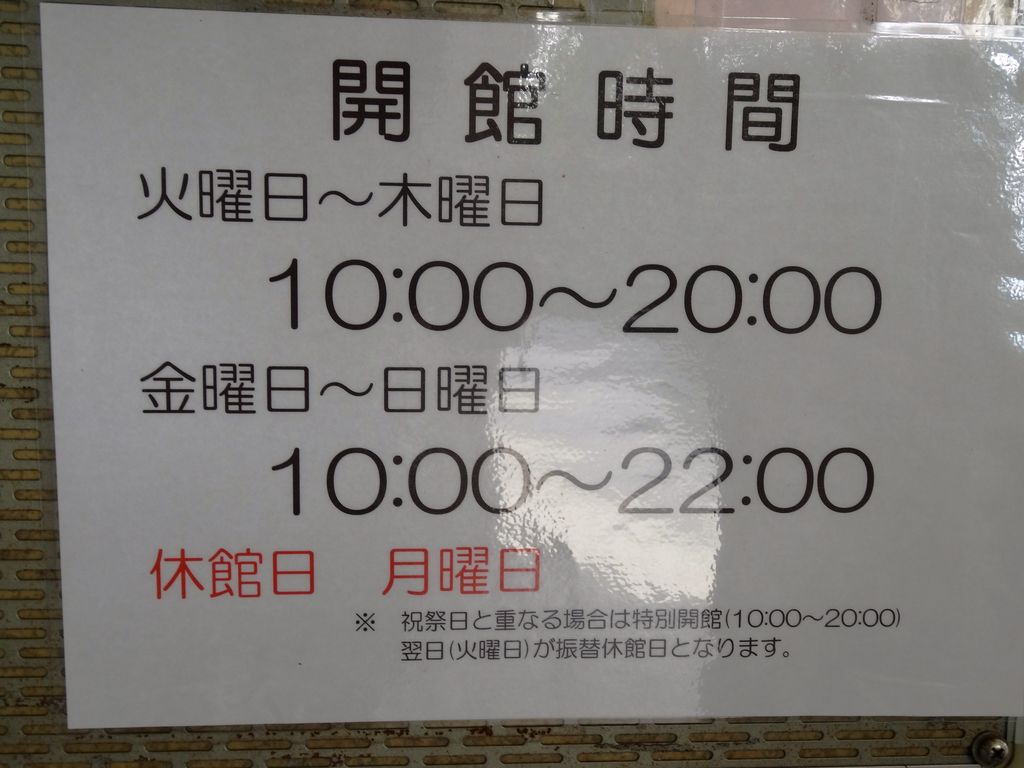 開館時間
火曜日～木曜日
10:00～20:00
金曜日～日曜日
10:00～22:00
休館日　月曜日
※　祝祭日と重なる場合は特別開館(10:00～20:00)
翌日(火曜日)が振替休館日となります。